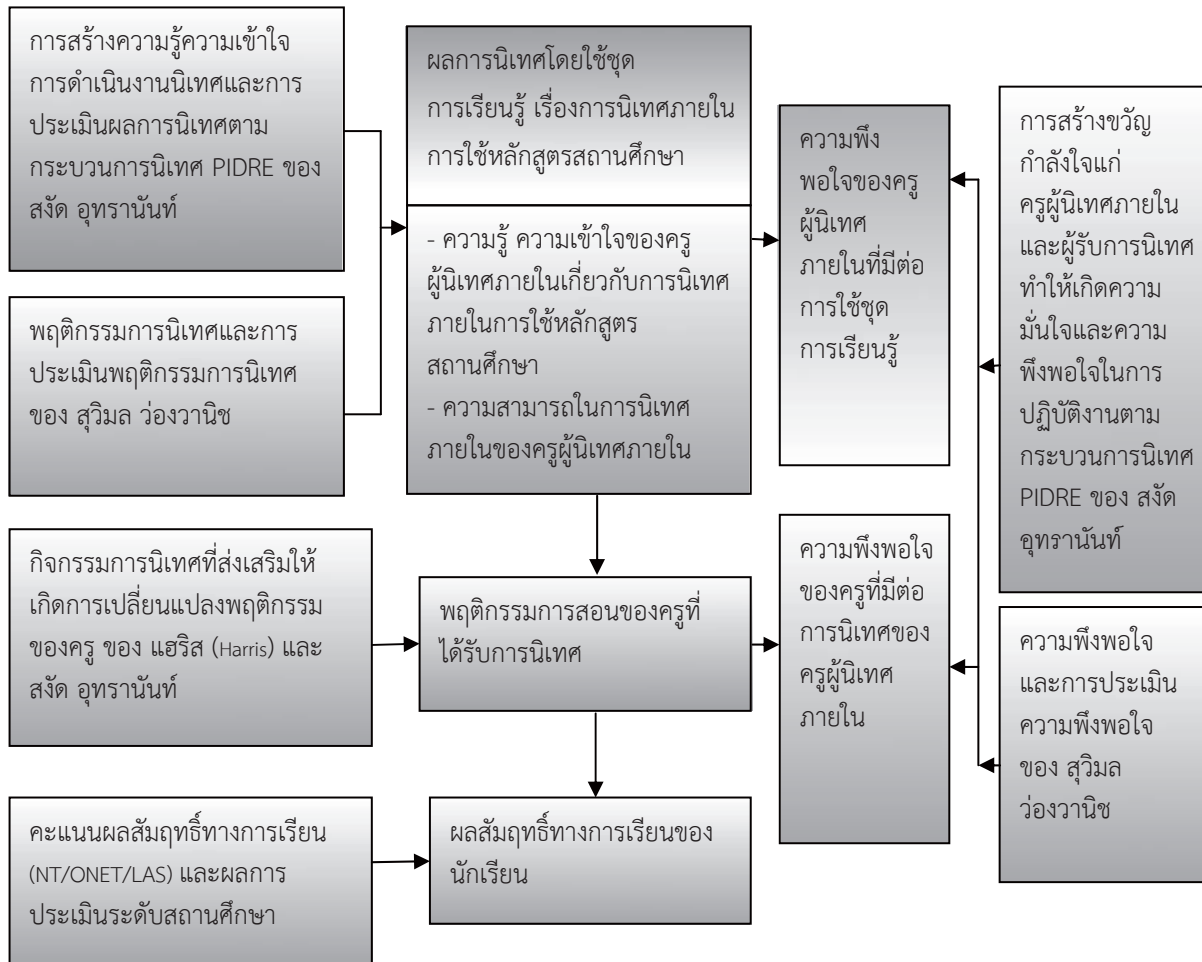 การสร้างความรู้ความเข้าใจ
การดำเนินงานนิเทศและการ
ประเมินผลการนิเทศตาม
กระบวนการนิเทศ PIDRE ของ
สงัด อุทรานันท์
พฤติกรรมการนิเทศและการ
ประเมินพฤติกรรมการนิเทศ
ของ สุวิมล ว่องวานิช
กิจกรรมการนิเทศที่ส่งเสริมให้
เกิดการเปลี่ยนแปลงพฤติกรรม
ของครู ของ แฮริส (Harris) และ
สงัด อุทรานันท์
คะแนนผลสัมฤทธิ์ทางการเรียน
(NT/ONET/LAS) และผลการ
ประเมินระดับสถานศึกษา
ผลการนิเทศโดยใช้ชุด
การเรียนรู้ เรื่องการนิเทศภายใน
การใช้หลักสูตรสถานศึกษา
- ความรู้ ความเข้าใจของครู
ผู้นิเทศภายในเกี่ยวกับการนิเทศ
ภายในการใช้หลักสูตร
สถานศึกษา
- ความสามารถในการนิเทศ
ภายในของครูผู้นิเทศภายใน
พฤติกรรมการสอนของครูที่
ได้รับการนิเทศ
ผลสัมฤทธิ์ทางการเรียนของ
นักเรียน
ความพึง
พอใจของครู
ผู้นิเทศ
ภายในที่มีต่อ
การใช้ชุด
การเรียนรู้
ความพึงพอใจ
ของครูที่มีต่อ
การนิเทศของ
ครูผู้นิเทศ
ภายใน
การสร้างขวัญ
กำลังใจแก่
ครูผู้นิเทศภายใน
และผู้รับการนิเทศ
ทำให้เกิดความ
มั่นใจและความ
พึงพอใจในการ
ปฏิบัติงานตาม
กระบวนการนิเทศ
PIDRE ของ สงัด
อุทรานันท์
ความพึงพอใจ
และการประเมิน
ความพึงพอใจ
ของ สุวิมล
ว่องวานิช